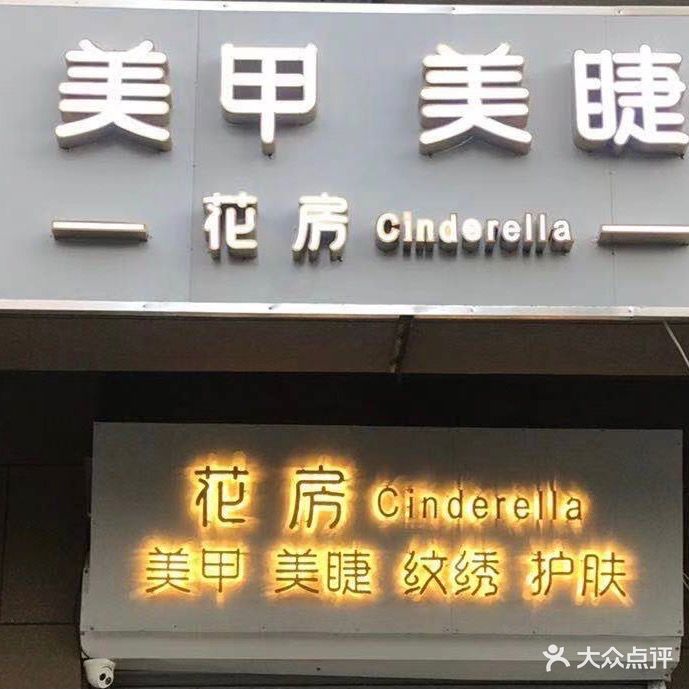 美甲 美睫
花房 Cinderella
花房 Cinderella
美甲 美睫 纹绣 护肤
大众点评